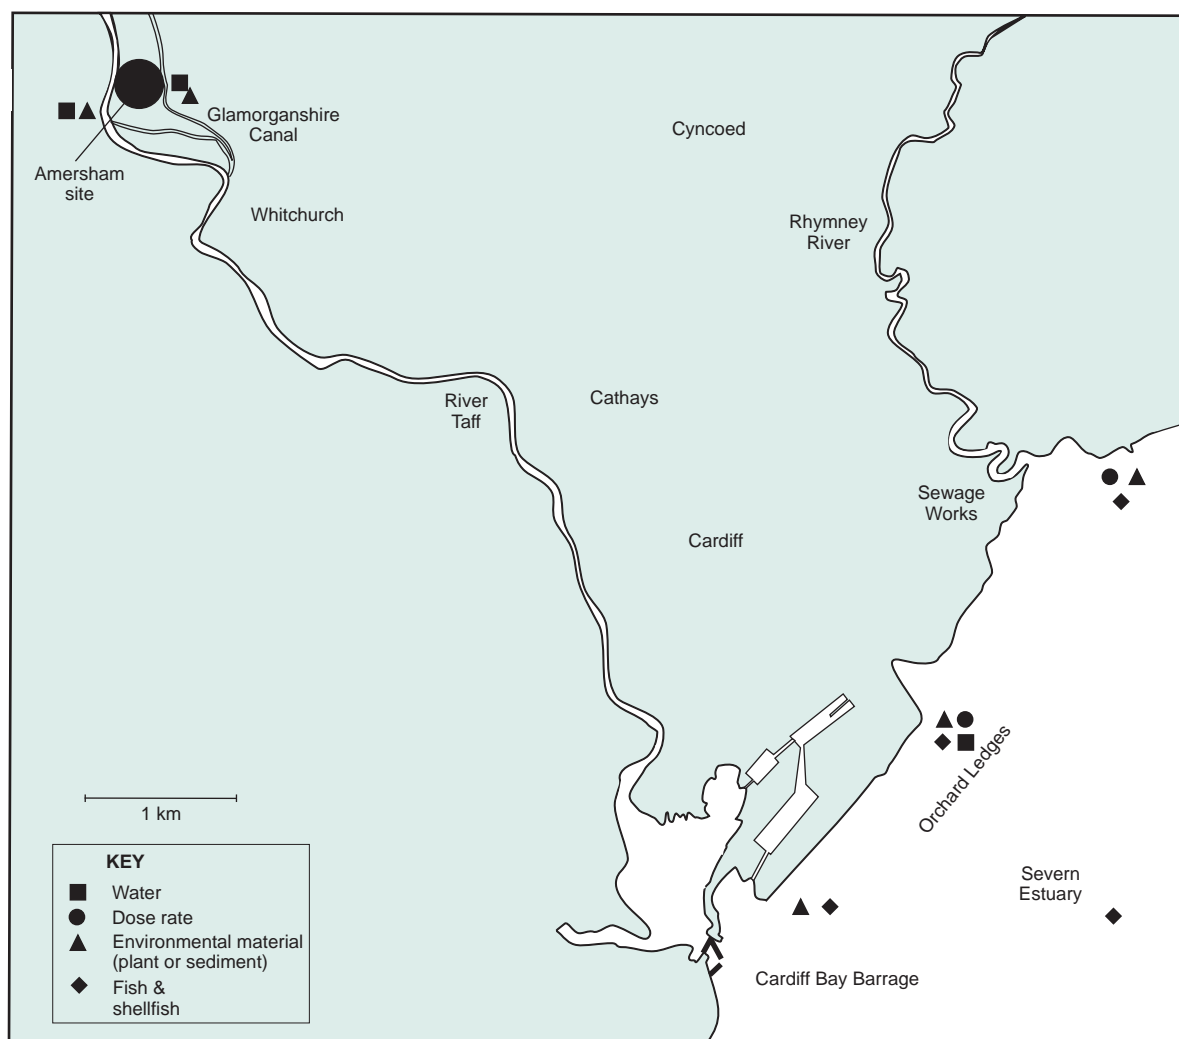 Glamorganshire
Canal
Cyncoed
Amersham
site
Whitchurch
Rhymney
River
River
Taff
Cathays
Sewage
Works
Cardiff
Orchard Ledges
1 km
KEY
Water
Dose rate
Environmental material
(plant or sediment)
Fish &
shellfish
Severn
Estuary
Cardiff Bay Barrage